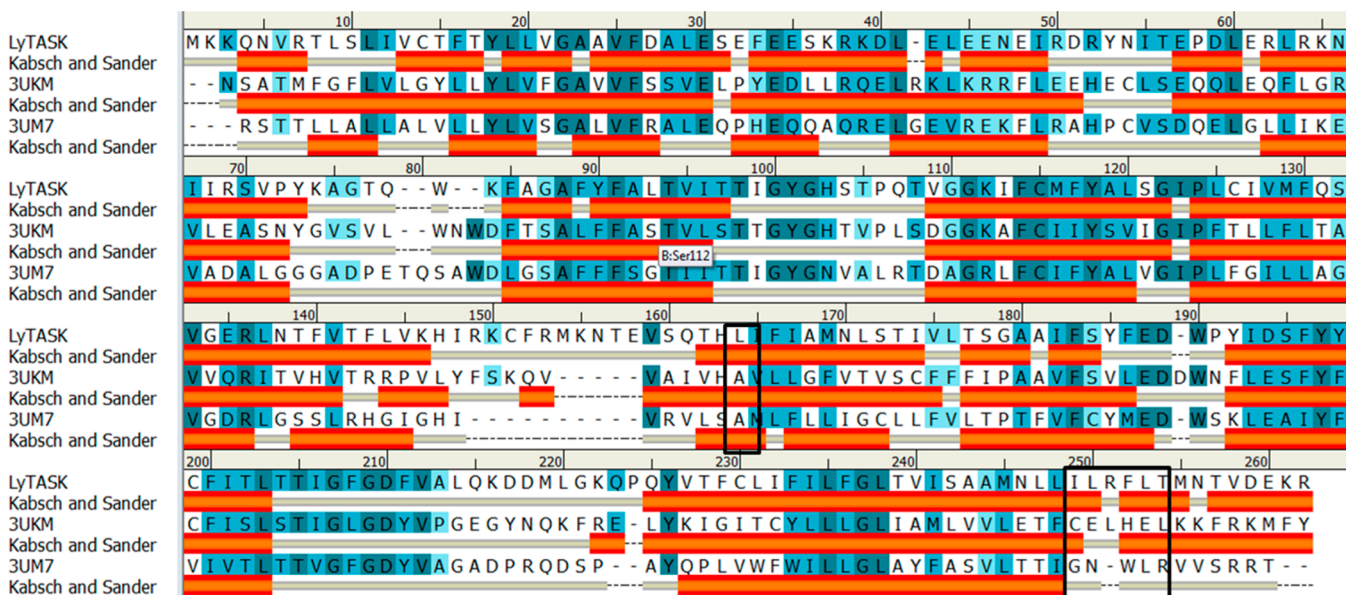 10 20 30 40 50 60
LyTASK MKKQNVRTLSLIVCTFTYLLVGAAVFDALESEFEESKRKDL-ELEENEIRDRYNITEPDLERLRKN
Kabsch and Sander
3UKM --NSATMFGFLVLGYLLYLVFGAVVFSSVELPYEDLLRQELRKLKRRFLEEHECLSEQQLEQFLGR
Kabsch and Sander
3UM7 ---RSTTLLALLALVLLYLVSGALVFRALEQPHEQQAQRELGEVREKFLRAHPCVSDQELGLLIKE
Kabsch and Sander
70 80 90 100 110 120 130
LyTASK IIRSVPYKAGTQ--W--KFAGAFYFALTVITTIGYGHSTPQTVGGKIFCMFYALSGIPLCIVMFQS
Kabsch and Sander
3UKM VLEASNYGVSVL--WNWDFTSALFFASTVLSTTGYGHTVPLSDGGKAFCIIYSVIGIPFTLLFLTA
Kabsch and Sander
B:Ser112
3UM7 VADALGGGADPETQSAWDLGSAFFFSGTIITTIGYGNVALRTDAGRLFCIFYALVGIPLFGILLAG
Kabsch and Sander
140 150 160 170 180 190
LyTASK VGERLNTFVTFLVKHIRKCFRMKNTEVSQTHLIFIAMNLSTIVLTSGAAIFSYFED-WPYIDSFYY
Kabsch and Sander
3UKM VVQRITVHVTRRPVLYFSKQV-----VAIVHAVLLGFVTVSCFFFIPAAVFSVLEDDWNFLESFYF
Kabsch and Sander
3UM7 VGDRLGSSLRHGIGHI----------VRVLSAMLFLLIGCLLFVLTPTFVFCYMED-WSKLEAIYF
Kabsch and Sander
200 210 220 230 240 250 260
LyTASK CFITLTTIGFGDFVALQKDDMLGKQPQYVTFCLIFILFGLTVISAAMNLLILRFLTMNTVDEKR
Kabsch and Sander
3UKM CFISLSTIGLGDYVPGEGYNQKFRE-LYKIGITCYLLLGLIAMLVVLETFCELHELKKFRKMFY
Kabsch and Sander
3UM7 VIVTLTTVGFGDYVAGADPRQDSP--AYQPLVWFWILLGLAYFASVLTTIGN-WLRVVSRRT--
Kabsch and Sander